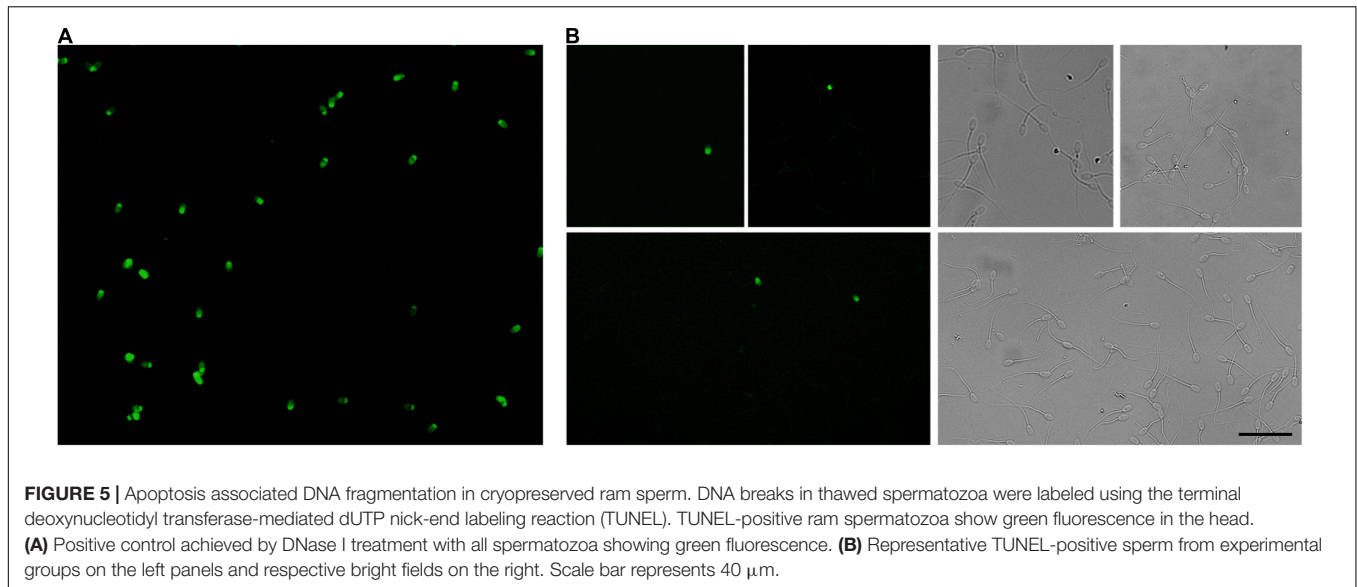 A
B
FIGURE 5 | Apoptosis associated DNA fragmentation in cryopreserved ram sperm. DNA breaks in thawed spermatozoa were labeled using the terminal
deoxynucleotidyl transferase-mediated dUTP nick-end labeling reaction (TUNEL). TUNEL-positive ram spermatozoa show green fluorescence in the head.
(A) Positive control achieved by DNase I treatment with all spermatozoa showing green fluorescence. (B) Representative TUNEL-positive sperm from experimental
groups on the left panels and respective bright fields on the right. Scale bar represents 40 μm.